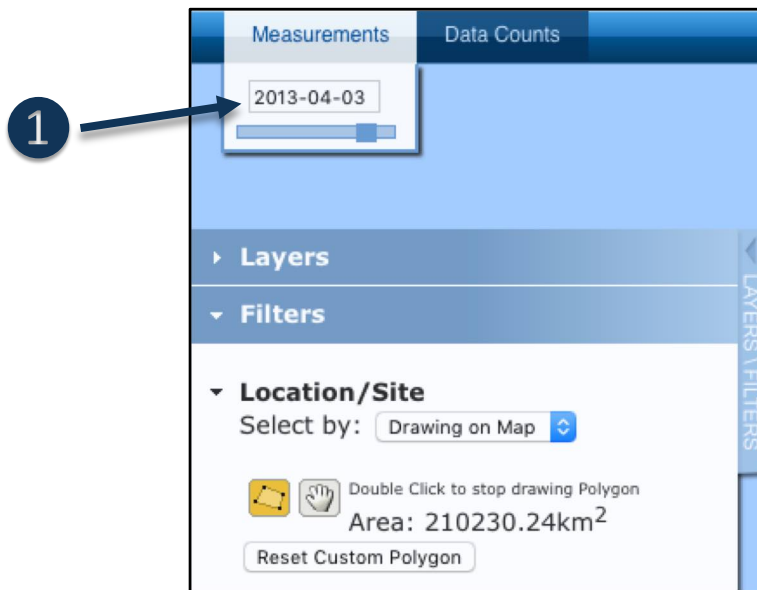 Measurements Data Counts
2013-04-03
1
Layers
Filters
LAYERS \ FILTERS
Location/Site
Select by: Drawing on Map
Double Click to stop drawing Polygon
Area: 210230.24km²
Reset Custom Polygon